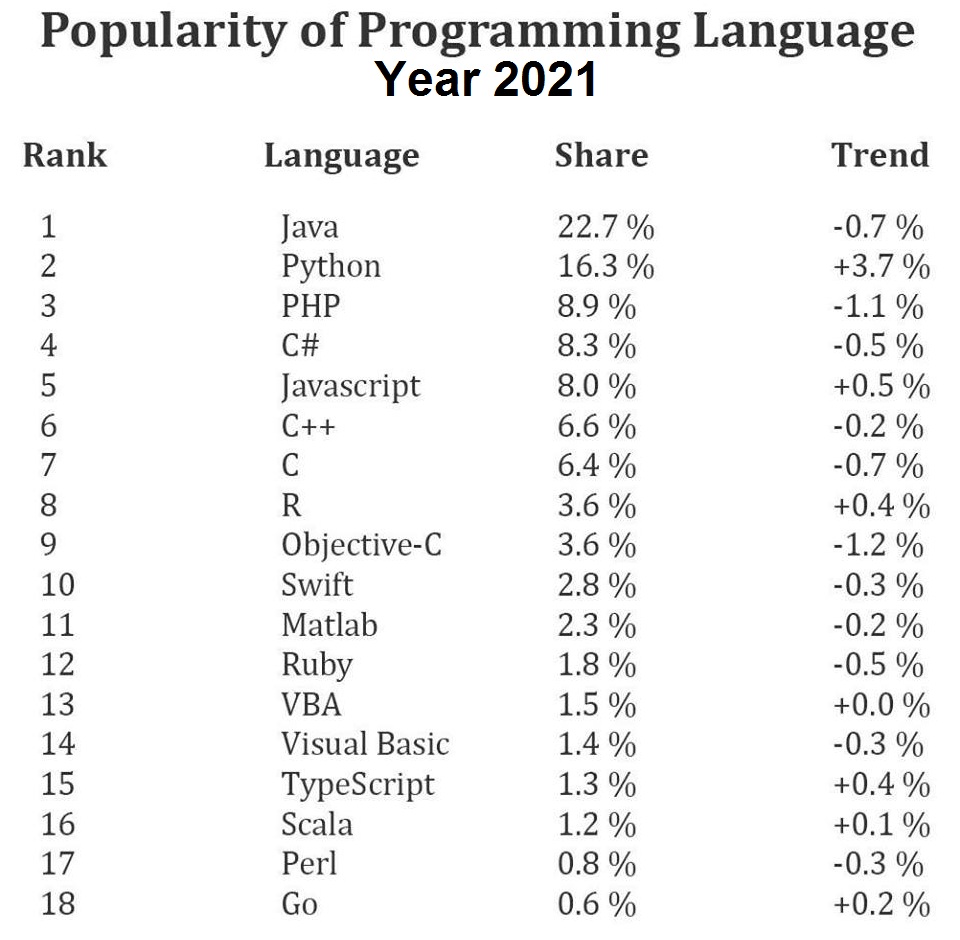 Popularity of Programming Language
Year 2021
Rank Language Share Trend
1 Java 22.7 % -0.7 %
2 Python 16.3 % +3.7 %
3 PHP 8.9 % -1.1 %
4 C# 8.3 % -0.5 %
5 Javascript 8.0 % +0.5 %
6 C++ 6.6 % -0.2 %
7 C 6.4 % -0.7 %
8 R 3.6 % +0.4 %
9 Objective-C 3.6 % -1.2 %
10 Swift 2.8 % -0.3 %
11 Matlab 2.3 % -0.2 %
12 Ruby 1.8 % -0.5 %
13 VBA 1.5 % +0.0 %
14 Visual Basic 1.4 % -0.3 %
15 TypeScript 1.3 % +0.4 %
16 Scala 1.2 % +0.1 %
17 Perl 0.8 % -0.3 %
18 Go 0.6 % +0.2 %